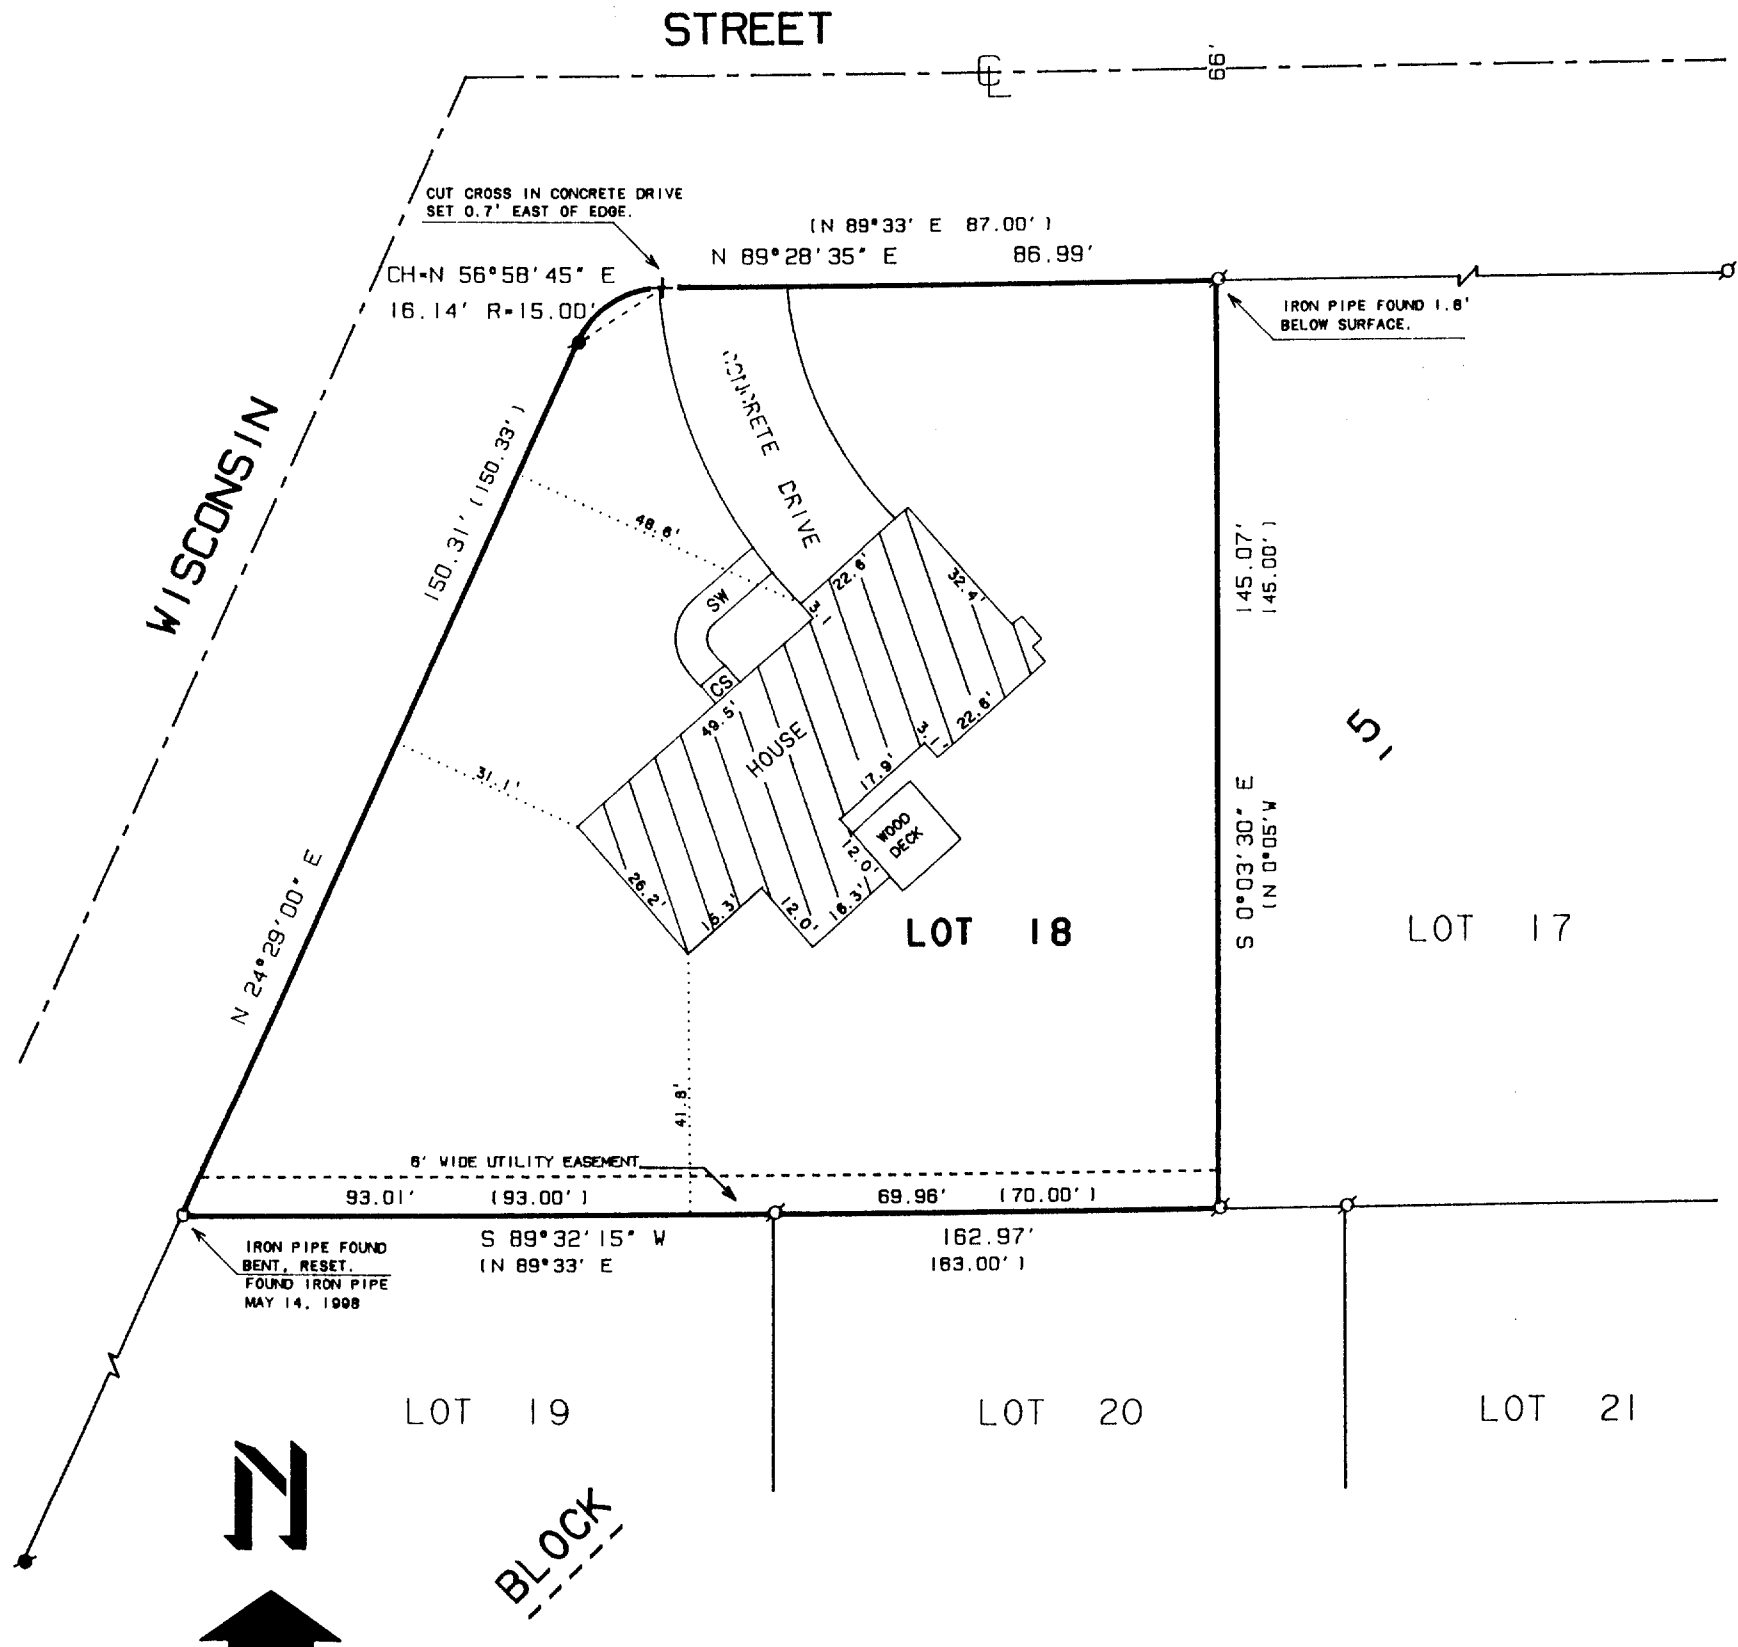 STREET
CL
66'
CUT CROSS IN CONCRETE DRIVE
SET 0.7' EAST OF EDGE.
(N 89°33' E 87.00')
N 89°28'35" E 86.99'
CH=N 56°58'45" E
16.14' R=15.00'
IRON PIPE FOUND 1.8'
BELOW SURFACE.
WISCONSIN
150.31' (150.33')
N 24°29'00" E
CONCRETE DRIVE
48.6'
22.6'
3.1
32.4'
SW
CS
49.5'
HOUSE
31.1'
3.1
22.6'
17.9'
WOOD
DECK
12.0'
26.2'
15.3'
12.0'
16.3'
145.07'
145.00')
S 0°03'30" E
(N 0°05' W
5
LOT 18
LOT 17
41.8'
6' WIDE UTILITY EASEMENT
93.01' (93.00')
69.96' (70.00')
S 89°32'15" W
162.97'
(N 89°33' E
163.00')
IRON PIPE FOUND
BENT, RESET.
FOUND IRON PIPE
MAY 14, 1998
LOT 19
LOT 20
LOT 21
N
BLOCK